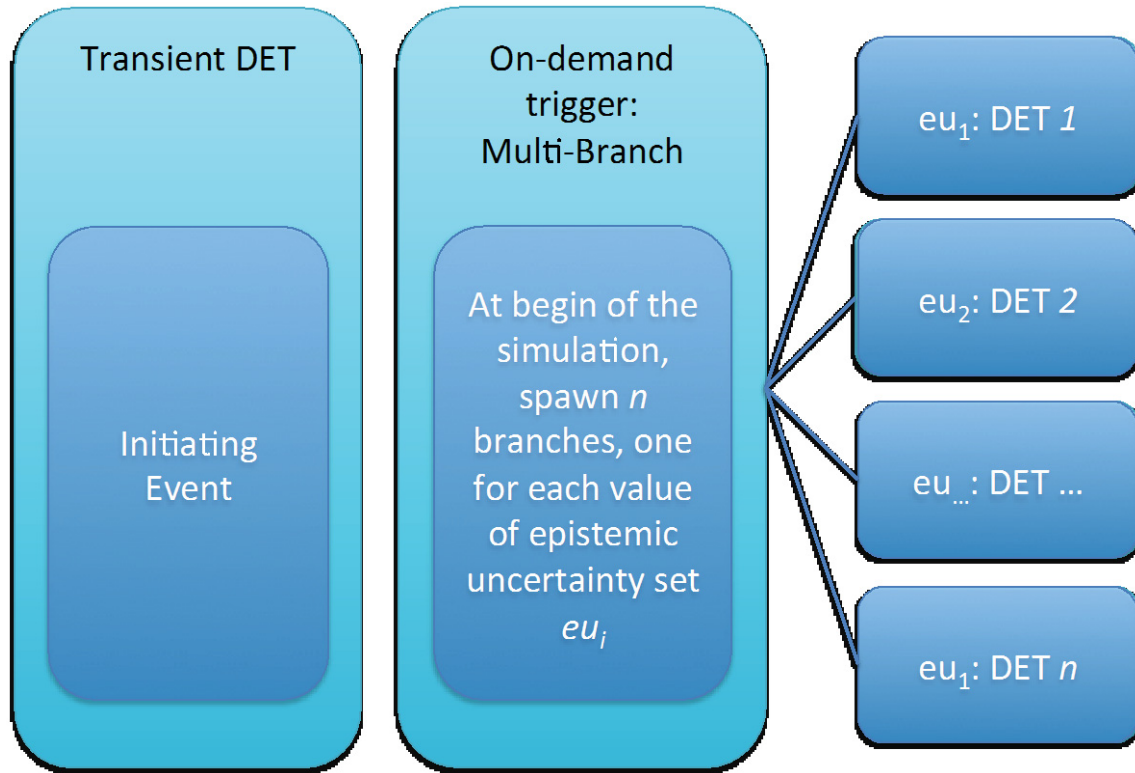 Transient DET
Initiating
Event
On-demand
trigger:
Multi-Branch
At begin of the
simulation,
spawn n
branches, one
for each value
of epistemic
uncertainty set
euᵢ
eu₁: DET 1
eu₂: DET 2
eu...: DET ...
eu₁: DET n